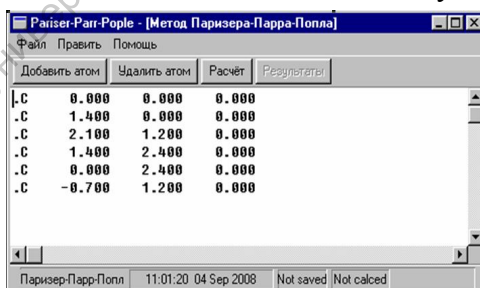 Pariser-Parr-Pople - [Метод Паризера-Парра-Попла]
Файл Править Помощь
Добавить атом Удалить атом Расчёт Результаты
.C 0.000 0.000 0.000
.C 1.400 0.000 0.000
.C 2.100 1.200 0.000
.C 1.400 2.400 0.000
.C 0.000 2.400 0.000
.C -0.700 1.200 0.000
Паризер-Парр-Попл 11:01:20 04 Sep 2008 Not saved Not calced